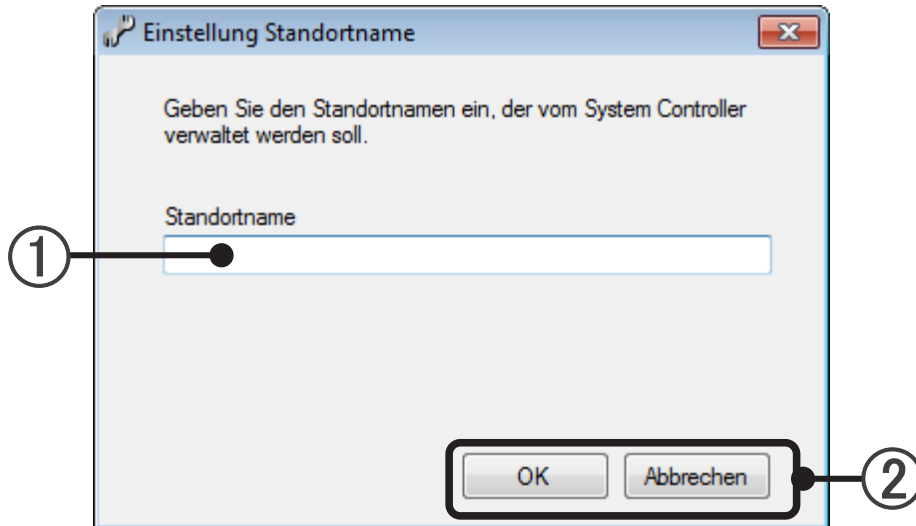 Einstellung Standortname
Geben Sie den Standortnamen ein, der vom System Controller
verwaltet werden soll.
Standortname
①
OK
Abbrechen
②